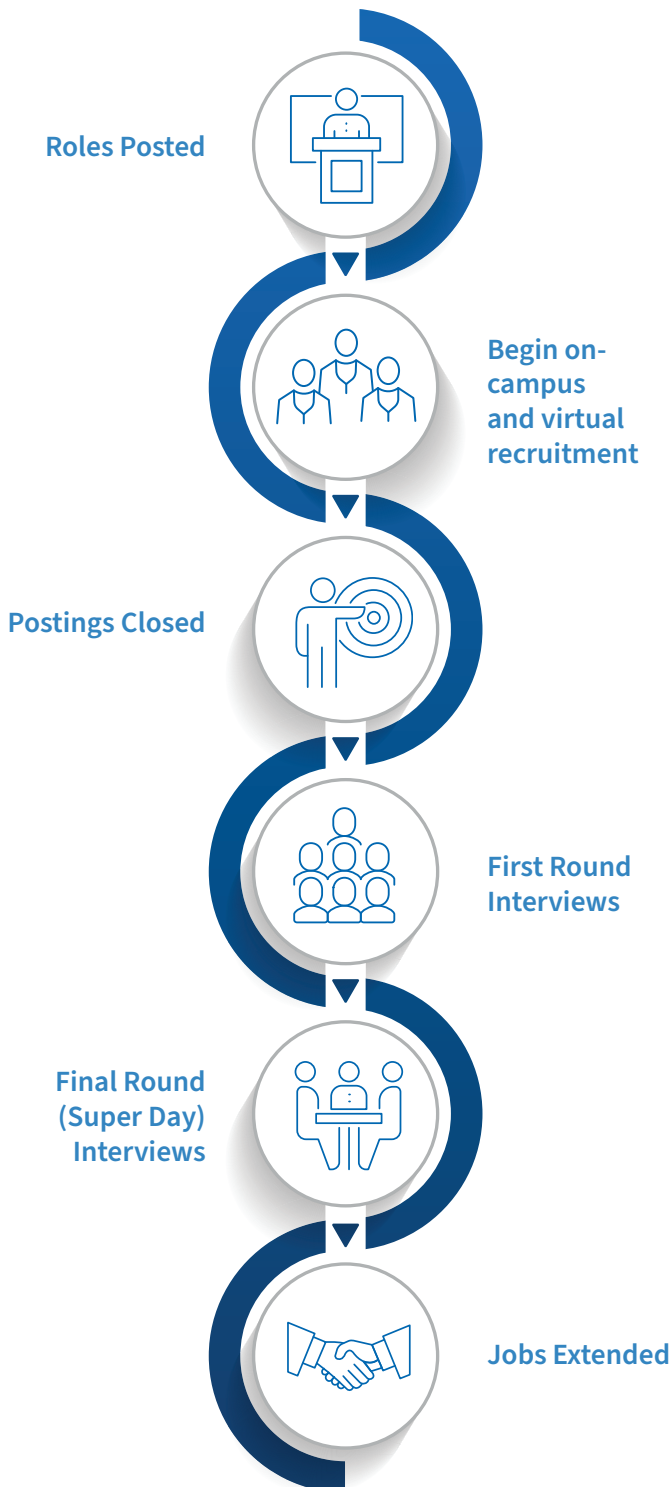 Roles Posted
Begin on-
campus
and virtual
recruitment
Postings Closed
First Round
Interviews
Final Round
(Super Day)
Interviews
Jobs Extended